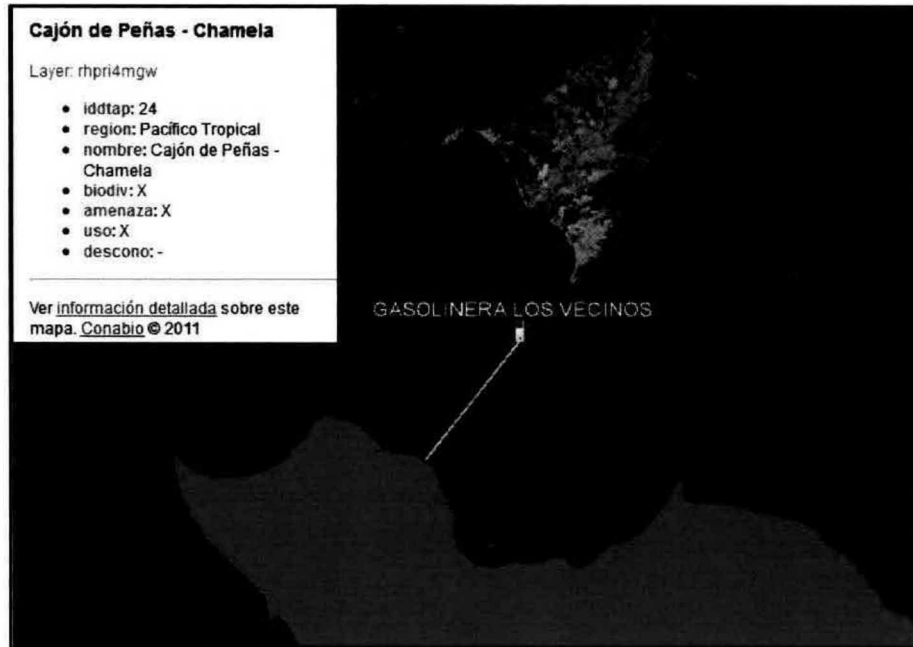 Cajón de Peñas - Chamela
Layer: rhpri4mgw
• iddtap: 24
• region: Pacífico Tropical
• nombre: Cajón de Peñas -
Chamela
• biodiv: X
• amenaza: X
• uso: X
• descono: -
Ver información detallada sobre este
mapa. Conabio © 2011
GASOLINERA LOS VECINOS